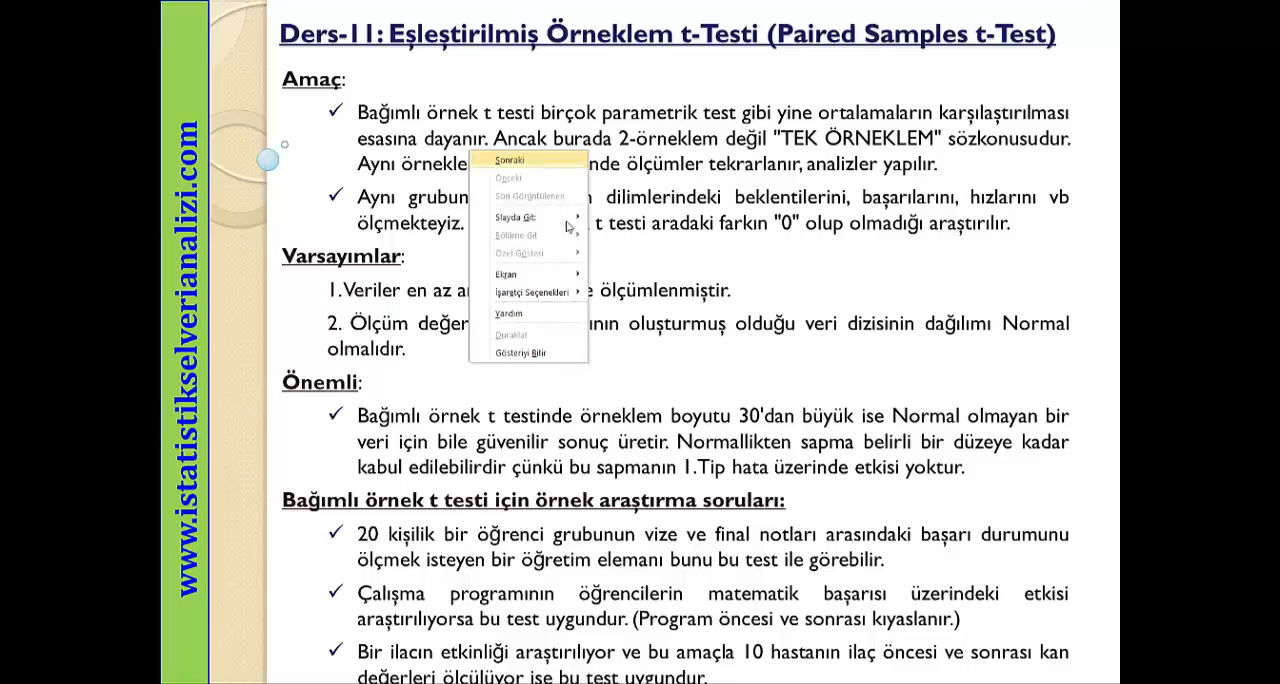 www.istatistikselverianalizi.com
Ders-11: Eşleştirilmiş Örneklem t-Testi (Paired Samples t-Test)
Amaç:
✓ Bağımlı örnek t testi birçok parametrik test gibi yine ortalamaların karşılaştırılması
esasına dayanır. Ancak burada 2-örneklem değil "TEK ÖRNEKLEM" sözkonusudur.
Aynı örnekle nde ölçümler tekrarlanır, analizler yapılır.
✓ Aynı grubun dilimlerindeki beklentilerini, başarılarını, hızlarını vb
ölçmekteyiz. t testi aradaki farkın "0" olup olmadığı araştırılır.
Sonraki
Önceki
Son Görüntülenen
Slayda Git:
Bölüme Git
Özel Gösteri
Ekran
İşaretçi Seçenekleri
Yardım
Duraklat
Gösteriyi Bitir
Varsayımlar:
1. Veriler en az ölçümlenmiştir.
2. Ölçüm değer ının oluşturmuş olduğu veri dizisinin dağılımı Normal
olmalıdır.
Önemli:
✓ Bağımlı örnek t testinde örneklem boyutu 30'dan büyük ise Normal olmayan bir
veri için bile güvenilir sonuç üretir. Normallikten sapma belirli bir düzeye kadar
kabul edilebilirdir çünkü bu sapmanın 1.Tip hata üzerinde etkisi yoktur.
Bağımlı örnek t testi için örnek araştırma soruları:
✓ 20 kişilik bir öğrenci grubunun vize ve final notları arasındaki başarı durumunu
ölçmek isteyen bir öğretim elemanı bunu bu test ile görebilir.
✓ Çalışma programının öğrencilerin matematik başarısı üzerindeki etkisi
araştırılıyorsa bu test uygundur. (Program öncesi ve sonrası kıyaslanır.)
✓ Bir ilacın etkinliği araştırılıyor ve bu amaçla 10 hastanın ilaç öncesi ve sonrası kan
değerleri ölçülüyor ise bu test uygundur.